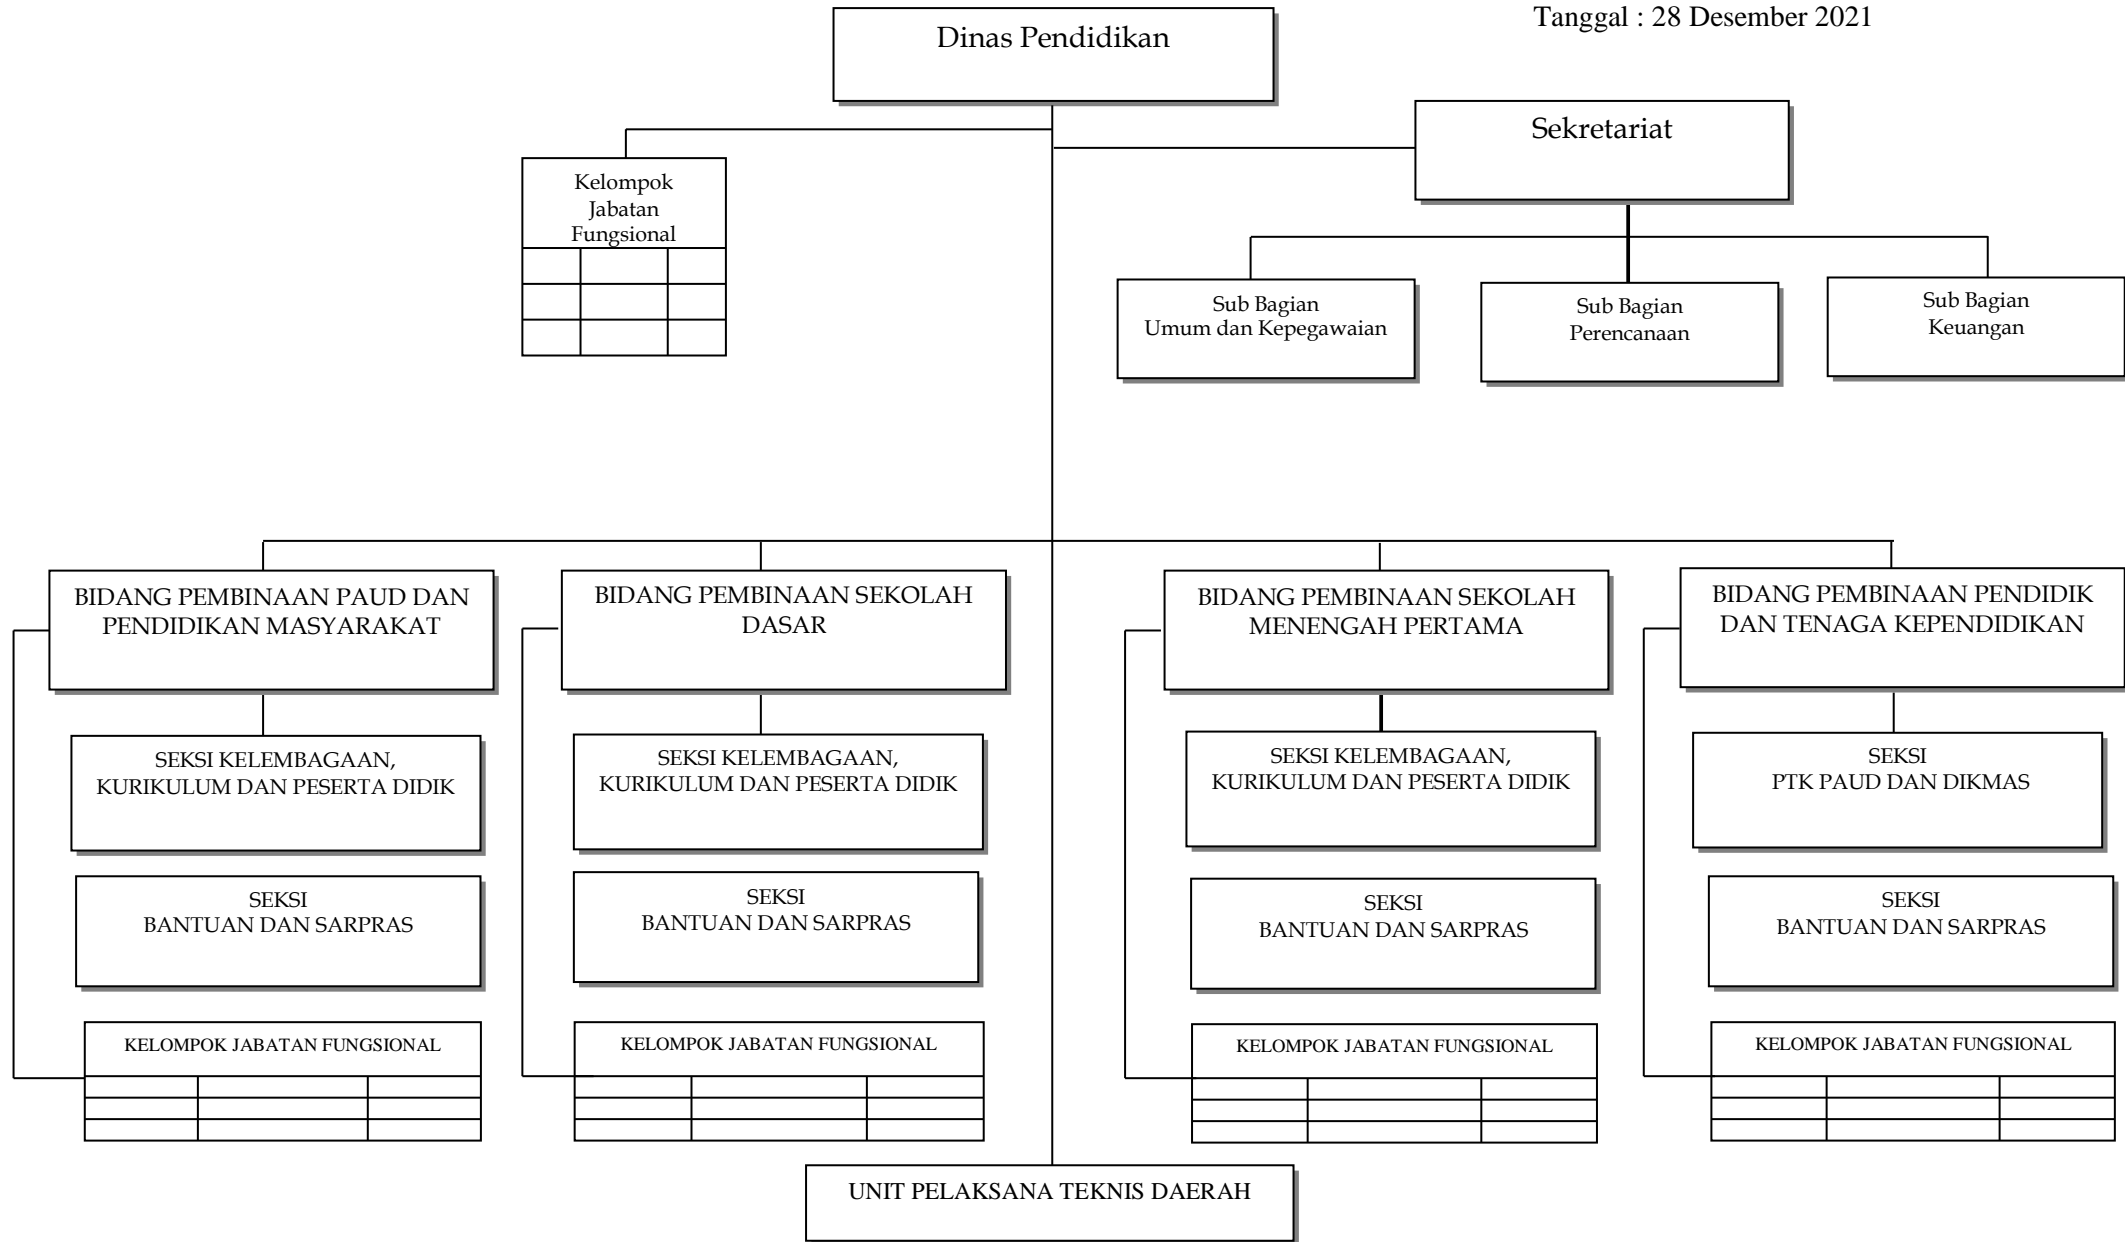 Tanggal : 28 Desember 2021
Dinas Pendidikan
Sekretariat
Kelompok
Jabatan
Fungsional
Sub Bagian
Umum dan Kepegawaian
Sub Bagian
Perencanaan
Sub Bagian
Keuangan
BIDANG PEMBINAAN PAUD DAN
PENDIDIKAN MASYARAKAT
BIDANG PEMBINAAN SEKOLAH
DASAR
BIDANG PEMBINAAN SEKOLAH
MENENGAH PERTAMA
BIDANG PEMBINAAN PENDIDIK
DAN TENAGA KEPENDIDIKAN
SEKSI KELEMBAGAAN,
KURIKULUM DAN PESERTA DIDIK
SEKSI KELEMBAGAAN,
KURIKULUM DAN PESERTA DIDIK
SEKSI KELEMBAGAAN,
KURIKULUM DAN PESERTA DIDIK
SEKSI
PTK PAUD DAN DIKMAS
SEKSI
BANTUAN DAN SARPRAS
SEKSI
BANTUAN DAN SARPRAS
SEKSI
BANTUAN DAN SARPRAS
SEKSI
BANTUAN DAN SARPRAS
KELOMPOK JABATAN FUNGSIONAL
KELOMPOK JABATAN FUNGSIONAL
KELOMPOK JABATAN FUNGSIONAL
KELOMPOK JABATAN FUNGSIONAL
UNIT PELAKSANA TEKNIS DAERAH